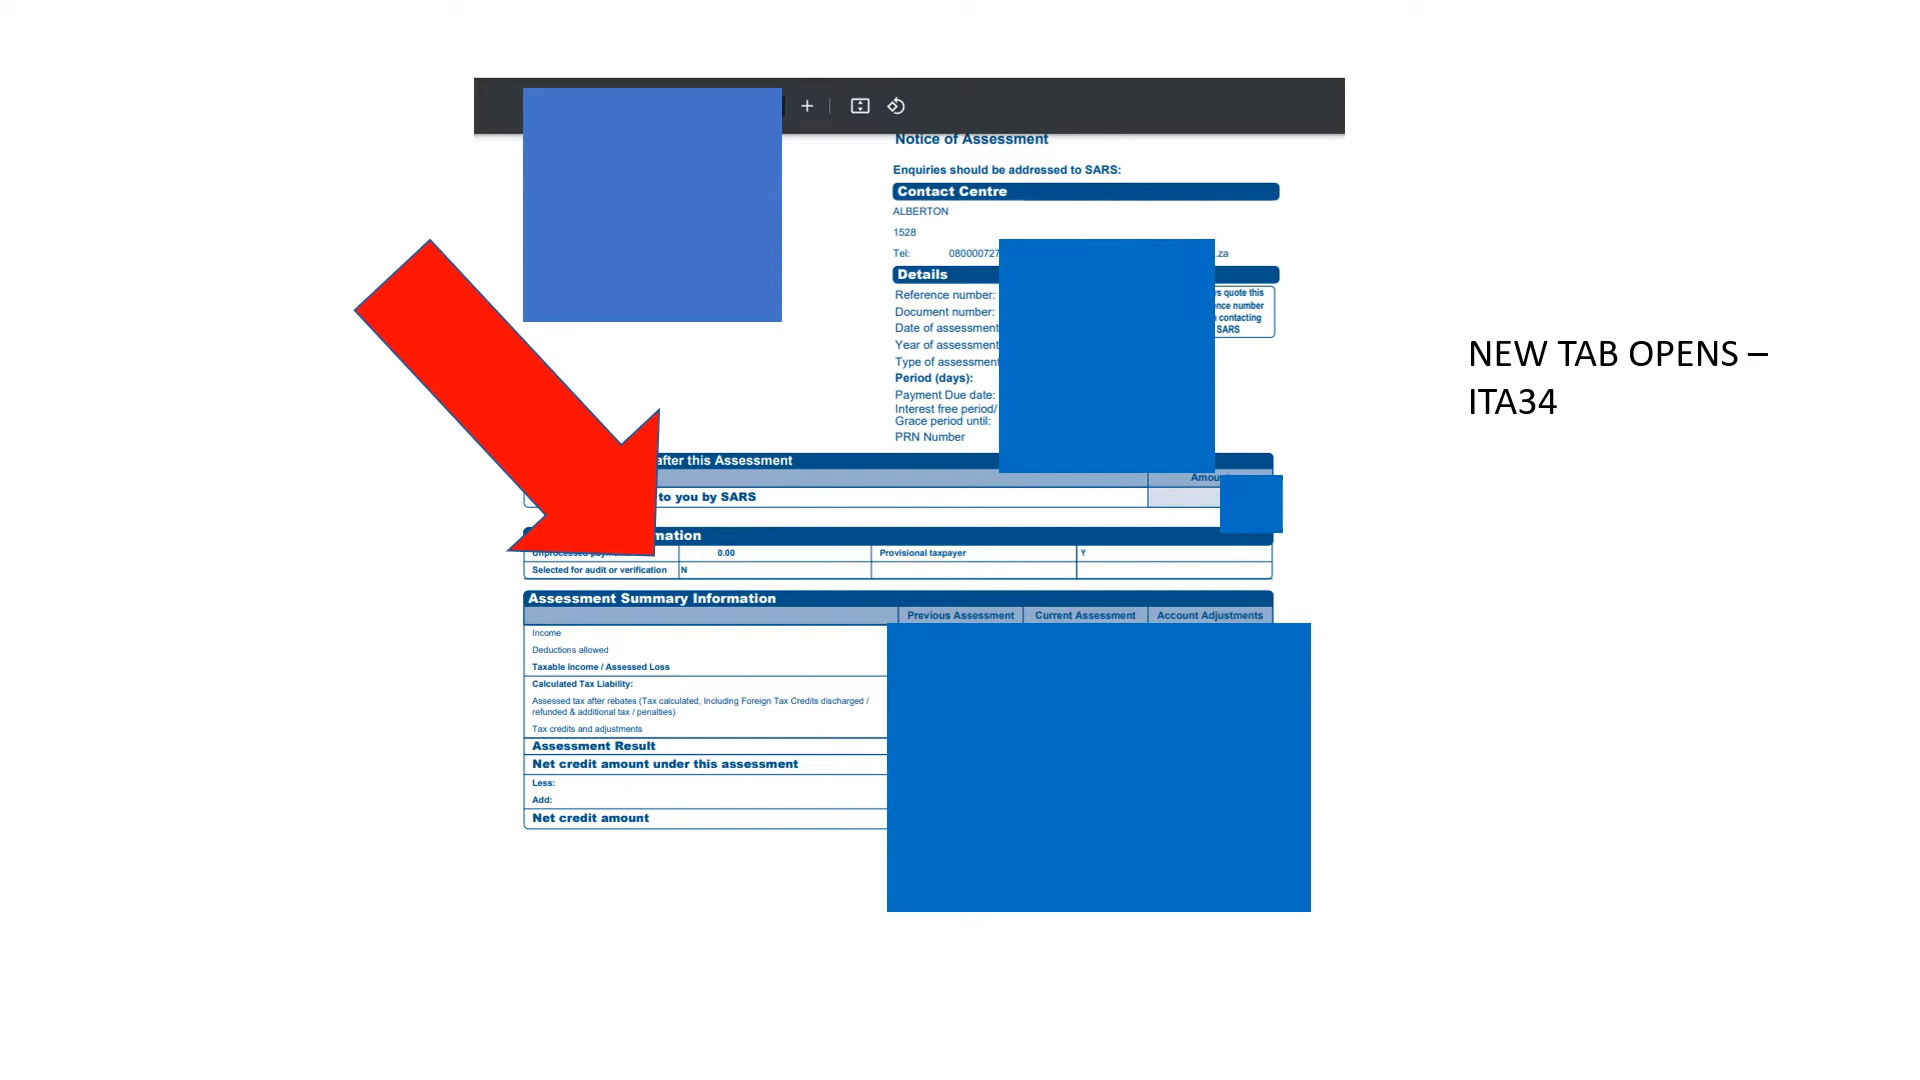 Notice of Assessment
Enquiries should be addressed to SARS:
Contact Centre
ALBERTON
1528
Tel: 080000727 .za
Details
Reference number:
Document number:
Date of assessment
Year of assessment
Type of assessment
Period (days):
Payment Due date:
Interest free period/
Grace period until:
PRN Number
quote this
number
contacting
SARS
NEW TAB OPENS –
ITA34
after this Assessment
to you by SARS
0.00 Provisional taxpayer Y
Selected for audit or verification N
Assessment Summary Information
Previous Assessment Current Assessment Account Adjustments
Income
Deductions allowed
Taxable income / Assessed Loss
Calculated Tax Liability:
Assessed tax after rebates (Tax calculated, Including Foreign Tax Credits discharged /
refunded & additional tax / penalties)
Tax credits and adjustments
Assessment Result
Net credit amount under this assessment
Less:
Add:
Net credit amount